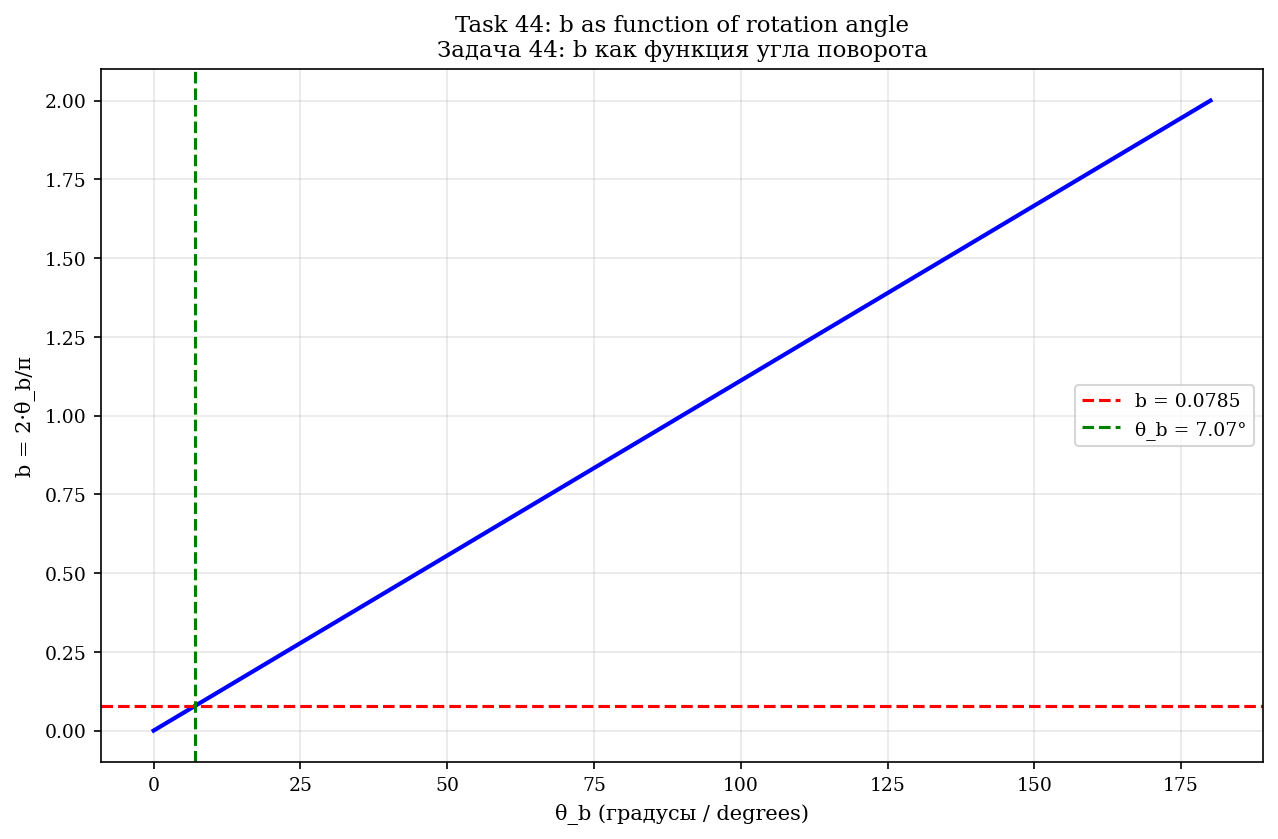 Task 44: b as function of rotation angle
Задача 44: b как функция угла поворота
b = 2·θ_b/π
2.00
1.75
1.50
1.25
1.00
0.75
0.50
0.25
0.00
b = 0.0785
θ_b = 7.07°
0 25 50 75 100 125 150 175
θ_b (градусы / degrees)